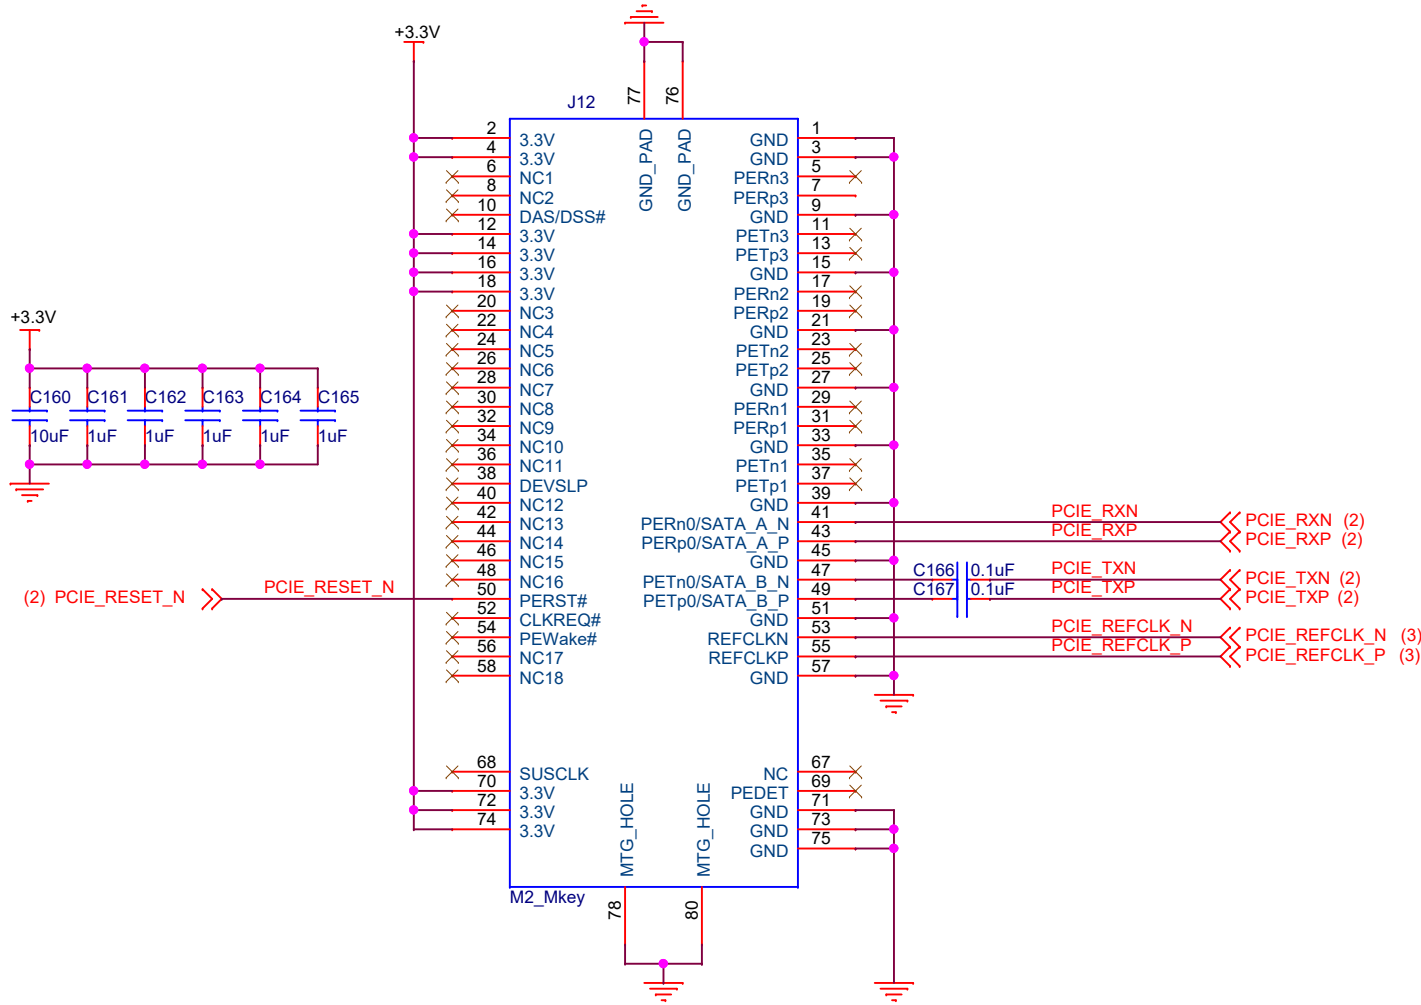 +3.3V
J12
77
76
GND_PAD
GND_PAD
2 3.3V
4 3.3V
6 NC1
8 NC2
10 DAS/DSS#
12 3.3V
14 3.3V
16 3.3V
18 3.3V
20 NC3
22 NC4
24 NC5
26 NC6
28 NC7
30 NC8
32 NC9
34 NC10
36 NC11
38 DEVSLP
40 NC12
42 NC13
44 NC14
46 NC15
48 NC16
50 PERST#
52 CLKREQ#
54 PEWake#
56 NC17
58 NC18
68 SUSCLK
70 3.3V
72 3.3V
74 3.3V
GND 1
GND 3
PERn3 5
PERp3 7
GND 9
PETn3 11
PETp3 13
GND 15
PERn2 17
PERp2 19
GND 21
PETn2 23
PETp2 25
GND 27
PERn1 29
PERp1 31
GND 33
PETn1 35
PETp1 37
GND 39
PERn0/SATA_A_N 41
PERp0/SATA_A_P 43
GND 45
PETn0/SATA_B_N 47
PETp0/SATA_B_P 49
GND 51
REFCLKN 53
REFCLKP 55
GND 57
NC 67
PEDET 69
GND 71
GND 73
GND 75
MTG_HOLE
MTG_HOLE
78
80
M2_Mkey
+3.3V
C160 C161 C162 C163 C164 C165
10uF 1uF 1uF 1uF 1uF 1uF
(2) PCIE_RESET_N PCIE_RESET_N
PCIE_RXN PCIE_RXN (2)
PCIE_RXP PCIE_RXP (2)
C166 0.1uF PCIE_TXN PCIE_TXN (2)
C167 0.1uF PCIE_TXP PCIE_TXP (2)
PCIE_REFCLK_N PCIE_REFCLK_N (3)
PCIE_REFCLK_P PCIE_REFCLK_P (3)